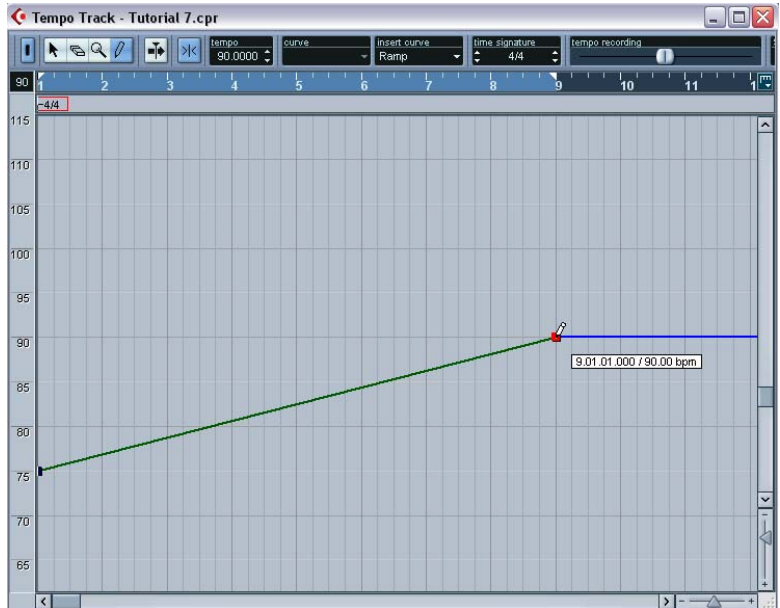 Tempo Track - Tutorial 7.cpr
tempo
90.0000
curve
insert curve
Ramp
time signature
4/4
tempo recording
90
1 2 3 4 5 6 7 8 9 10 11 1
4/4
115
110
105
100
95
90
9.01.01.000 / 90.00 bpm
85
80
75
70
65